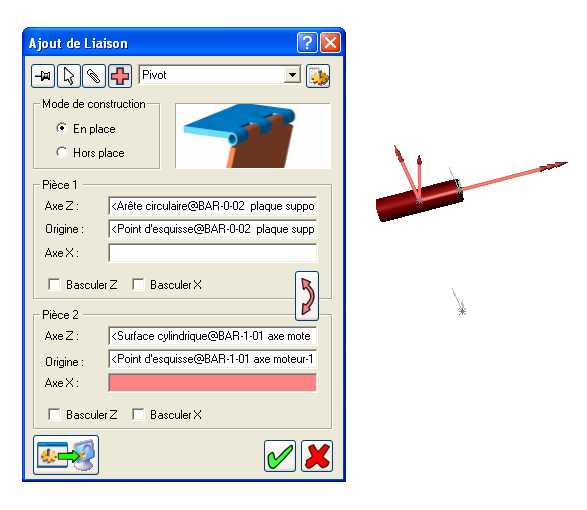 Ajout de Liaison
Pivot
Mode de construction
En place
Hors place
Pièce 1
Axe Z :
<Arête circulaire@BAR-0-02 plaque suppo
Origine :
<Point d'esquisse@BAR-0-02 plaque supp
Axe X :
Basculer Z
Basculer X
Pièce 2
Axe Z :
<Surface cylindrique@BAR-1-01 axe mote
Origine :
<Point d'esquisse@BAR-1-01 axe moteur-1
Axe X :
Basculer Z
Basculer X